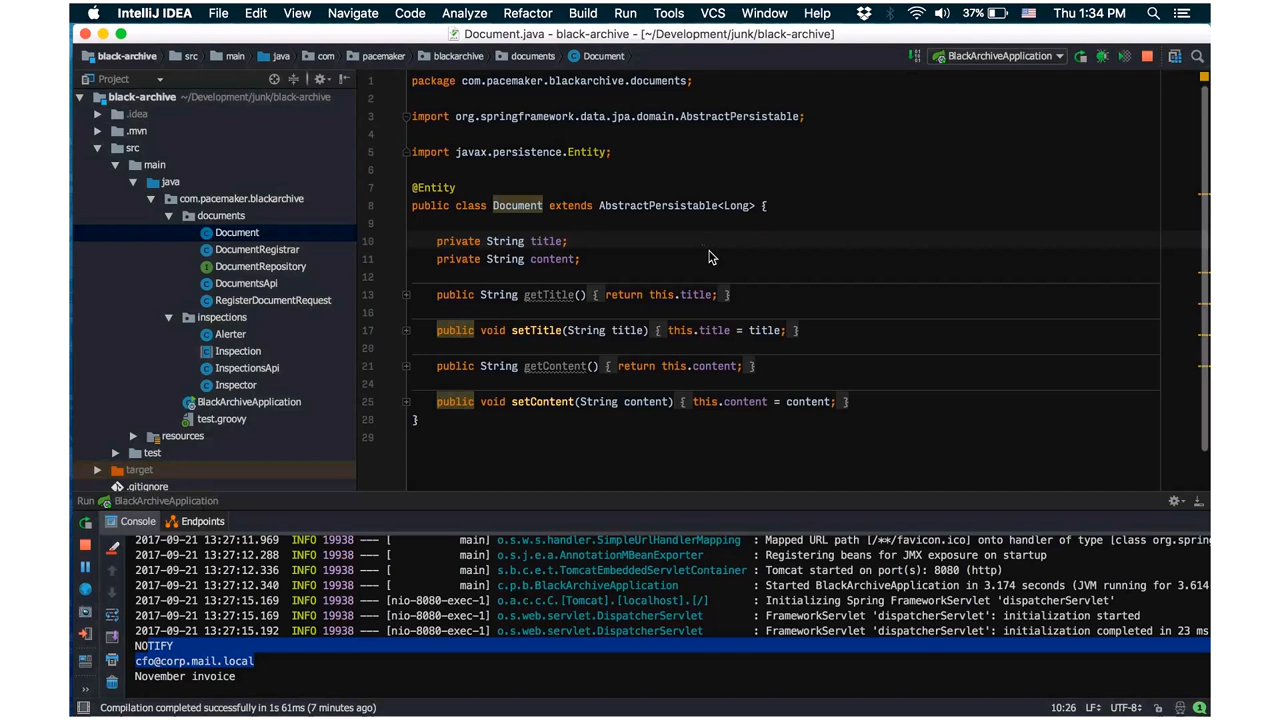 IntelliJ IDEA File Edit View Navigate Code Analyze Refactor Build Run Tools VCS Window Help 37% Thu 1:34 PM
Document.java - black-archive - [~/Development/junk/black-archive]
black-archive src main java com pacemaker blackarchive documents Document BlackArchiveApplication
Project
black-archive ~/Development/junk/black-archive
.idea
.mvn
src
main
java
com.pacemaker.blackarchive
documents
Document
DocumentRegistrar
DocumentRepository
DocumentsApi
RegisterDocumentRequest
inspections
Alerter
Inspection
InspectionsApi
Inspector
BlackArchiveApplication
test.groovy
resources
test
target
.gitignore
1 package com.pacemaker.blackarchive.documents;
2
3 import org.springframework.data.jpa.domain.AbstractPersistable;
4
5 import javax.persistence.Entity;
6
7 @Entity
8 public class Document extends AbstractPersistable<Long> {
9
10 private String title;
11 private String content;
12
13 public String getTitle() { return this.title; }
16
17 public void setTitle(String title) { this.title = title; }
20
21 public String getContent() { return this.content; }
24
25 public void setContent(String content) { this.content = content; }
28 }
29
Run BlackArchiveApplication
Console Endpoints
2017-09-21 13:27:11.969 INFO 19938 --- [ main] o.s.w.s.handler.SimpleUrlHandlerMapping : Mapped URL path [/**/favicon.ico] onto handler of type [class org.spri
2017-09-21 13:27:12.288 INFO 19938 --- [ main] o.s.j.e.a.AnnotationMBeanExporter : Registering beans for JMX exposure on startup
2017-09-21 13:27:12.334 INFO 19938 --- [ main] s.b.c.e.t.TomcatEmbeddedServletContainer : Tomcat started on port(s): 8080 (http)
2017-09-21 13:27:12.340 INFO 19938 --- [ main] c.p.b.BlackArchiveApplication : Started BlackArchiveApplication in 3.174 seconds (JVM running for 3.614
2017-09-21 13:27:15.169 INFO 19938 --- [nio-8080-exec-1] o.a.c.c.C.[Tomcat].[localhost].[/] : Initializing Spring FrameworkServlet 'dispatcherServlet'
2017-09-21 13:27:15.169 INFO 19938 --- [nio-8080-exec-1] o.s.web.servlet.DispatcherServlet : FrameworkServlet 'dispatcherServlet': initialization started
2017-09-21 13:27:15.192 INFO 19938 --- [nio-8080-exec-1] o.s.web.servlet.DispatcherServlet : FrameworkServlet 'dispatcherServlet': initialization completed in 23 ms
NOTIFY
cfo@corp.mail.local
November invoice
Compilation completed successfully in 1s 61ms (7 minutes ago) 10:26 LF UTF-8 1